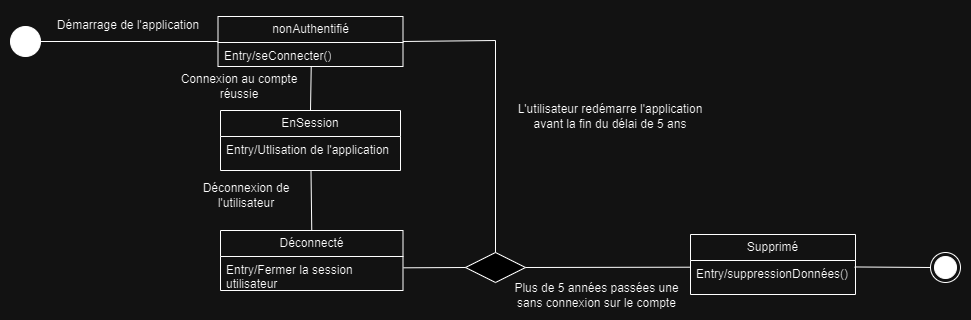 Démarrage de l'application
nonAuthentifié
Entry/seConnecter()
Connexion au compte
réussie
L'utilisateur redémarre l'application
avant la fin du délai de 5 ans
EnSession
Entry/Utlisation de l'application
Déconnexion de
l'utilisateur
Déconnecté
Entry/Fermer la session
utilisateur
Supprimé
Entry/suppressionDonnées()
Plus de 5 années passées une
sans connexion sur le compte